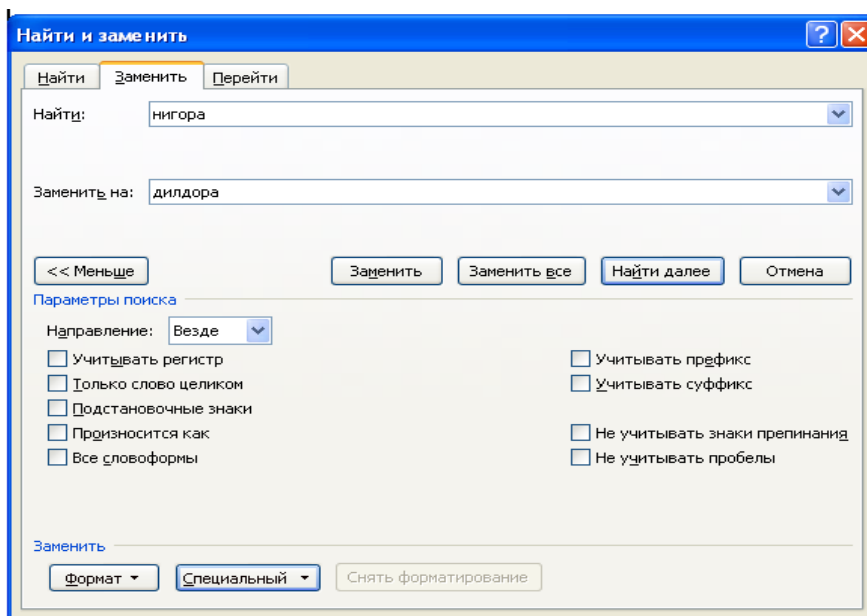 Найти и заменить
Найти Заменить Перейти
Найти: нигора
Заменить на: дилдора
<< Меньше Заменить Заменить все Найти далее Отмена
Параметры поиска
Направление: Везде
Учитывать регистр Учитывать префикс
Только слово целиком Учитывать суффикс
Подстановочные знаки
Произносится как Не учитывать знаки препинания
Все словоформы Не учитывать пробелы
Заменить
Формат Специальный Снять форматирование